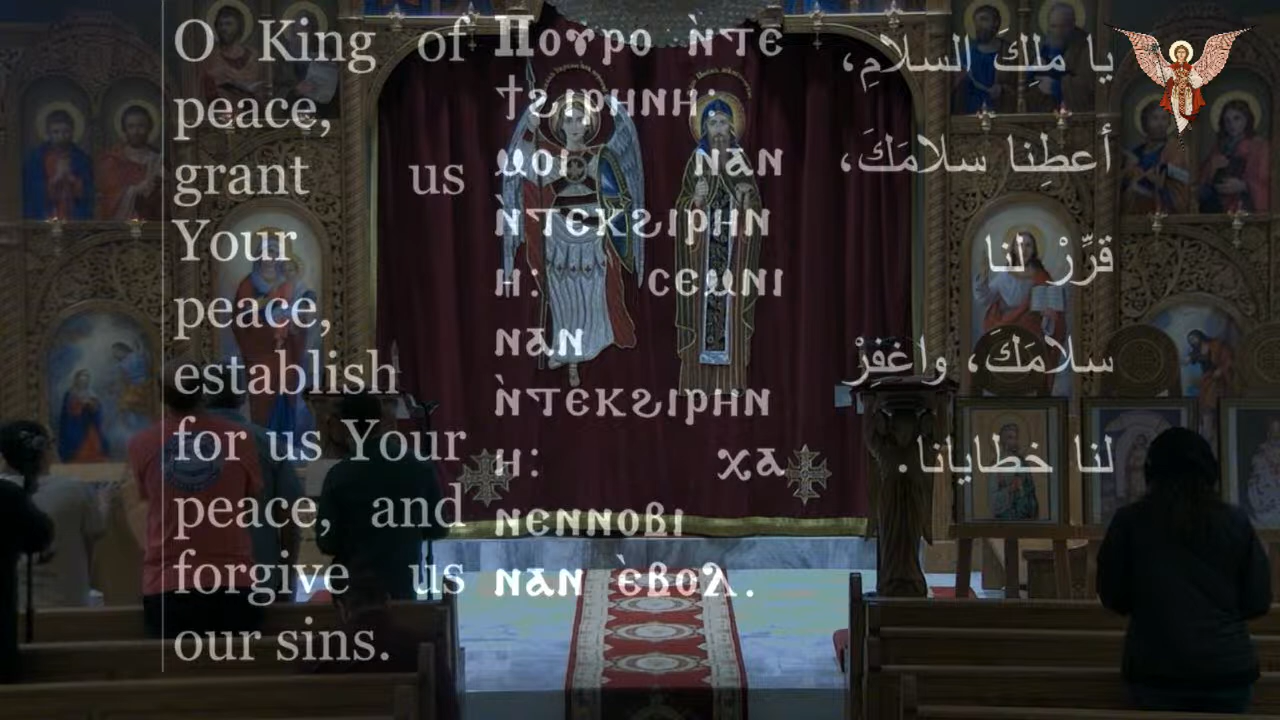 O King of
peace,
grant us
Your
peace,
establish
for us Your
peace, and
forgive us
our sins.
Ⲡⲟⲩⲣⲟ ⲛ̀ⲧⲉ
ϯϩⲓⲣⲏⲛⲏ:
ⲙⲟⲓ ⲛⲁⲛ
ⲛ̀ⲧⲉⲕϩⲓⲣⲏⲛ
ⲏ: ⲥⲉⲙⲛⲓ
ⲛⲁⲛ
ⲛ̀ⲧⲉⲕϩⲓⲣⲏⲛ
ⲏ: ⲭⲁ
ⲛⲉⲛⲛⲟⲃⲓ
ⲛⲁⲛ ⲉ̀ⲃⲟⲗ.
يا ملِكَ السلامِ،
أعطِنا سلامَكَ،
قرِّرْ لنا
سلامَكَ، واغفِرْ
لنا خطايانا.